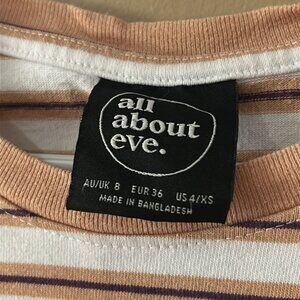 all
about
eve.
AU/UK 8 EUR 36 US 4/XS
MADE IN BANGLADESH